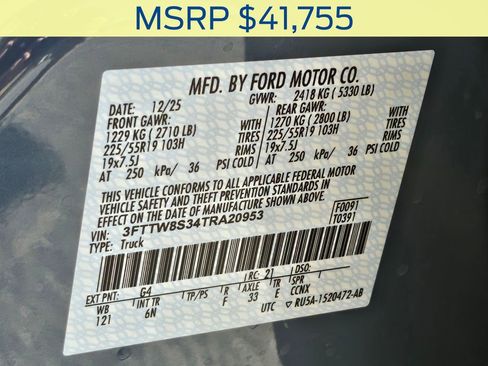 MSRP $41,755
MFD. BY FORD MOTOR CO.
DATE: 12/25 GVWR: 2418 KG ( 5330 LB)
FRONT GAWR: REAR GAWR:
1229 KG ( 2710 LB) WITH 1270 KG ( 2800 LB) WITH
225/55R19 103H TIRES 225/55R19 103H TIRES
19x7.5J RIMS 19x7.5J RIMS
AT 250 kPa/ 36 PSI COLD AT 250 kPa/ 36 PSI COLD
THIS VEHICLE CONFORMS TO ALL APPLICABLE FEDERAL MOTOR
VEHICLE SAFETY AND THEFT PREVENTION STANDARDS IN
EFFECT ON THE DATE OF MANUFACTURE SHOWN ABOVE.
VIN: 3FTTW8S34TRA20953 F0091
TYPE: Truck T0391
EXT PNT: G4 RC: 21
WB INT TR TP/PS R AXLE E SPR
121 6N F 33 E CCNX
UTC RU5A-1520472-AB